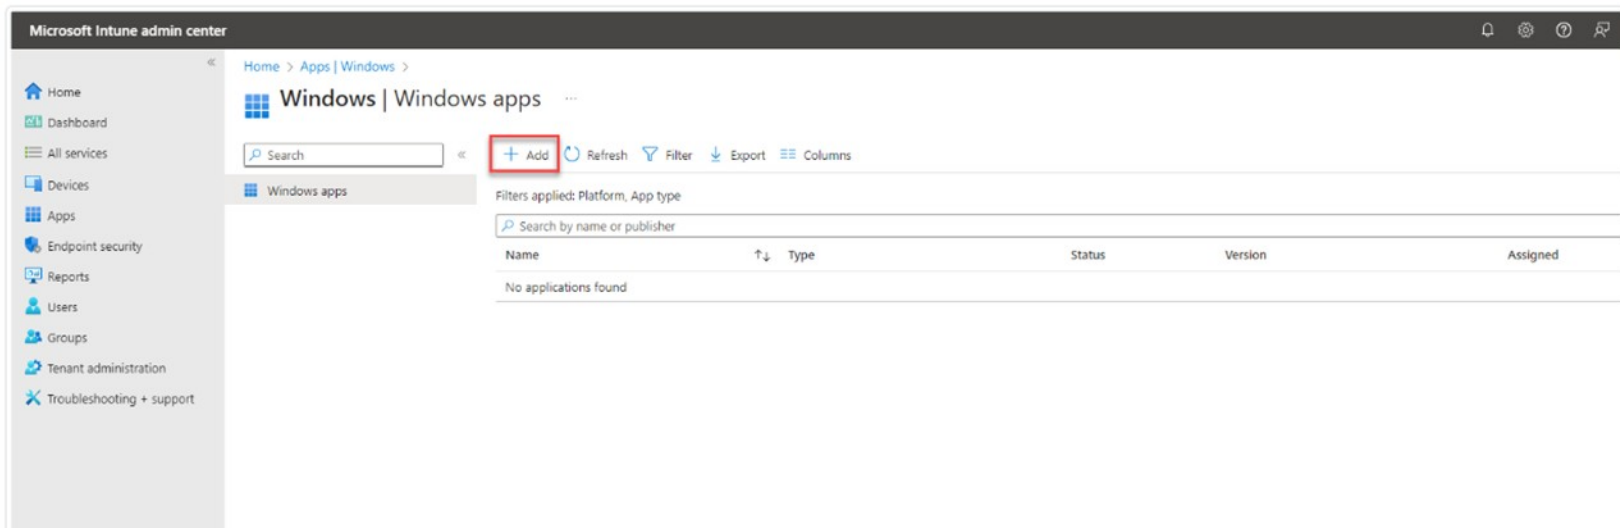 Microsoft Intune admin center
«
Home > Apps | Windows >
Home
Dashboard
All services
Devices
Apps
Endpoint security
Reports
Users
Groups
Tenant administration
Troubleshooting + support
Windows | Windows apps ...
Search «
Windows apps
+ Add Refresh Filter Export Columns
Filters applied: Platform, App type
Search by name or publisher
Name ↑↓ Type Status Version Assigned
No applications found